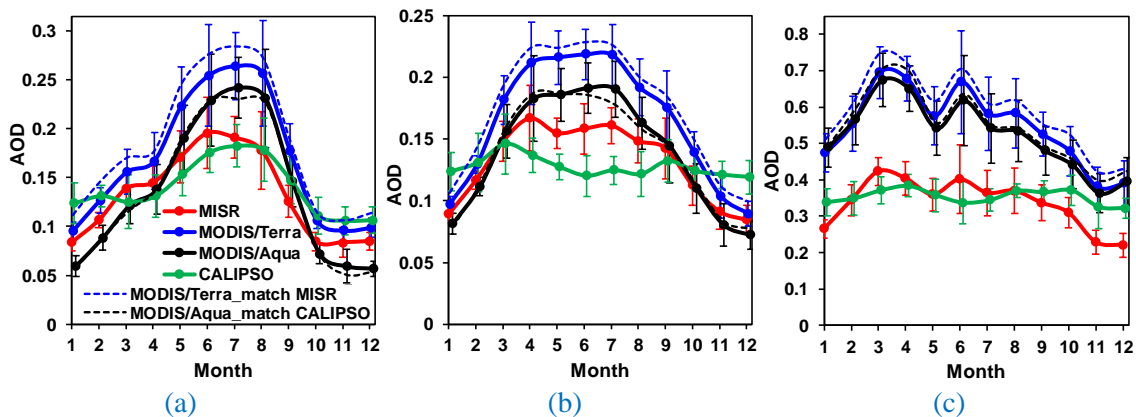 AOD
0.3
0.25
0.2
0.15
0.1
0.05
0
MISR
MODIS/Terra
MODIS/Aqua
CALIPSO
MODIS/Terra_match MISR
MODIS/Aqua_match CALIPSO
1 2 3 4 5 6 7 8 9 10 11 12
Month
(a)
AOD
0.25
0.2
0.15
0.1
0.05
0
1 2 3 4 5 6 7 8 9 10 11 12
Month
(b)
AOD
0.8
0.7
0.6
0.5
0.4
0.3
0.2
0.1
0
1 2 3 4 5 6 7 8 9 10 11 12
Month
(c)